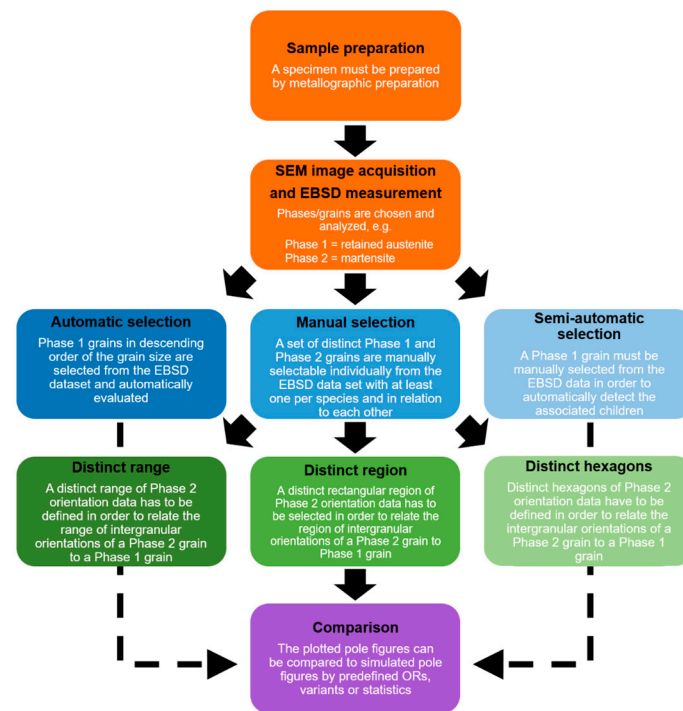 Sample preparation
A specimen must be prepared
by metallographic preparation
SEM image acquisition
and EBSD measurement
Phases/grains are chosen and
analyzed, e.g.
Phase 1 = retained austenite
Phase 2 = martensite
Automatic selection
Phase 1 grains in descending
order of the grain size are
selected from the EBSD
dataset and automatically
evaluated
Manual selection
A set of distinct Phase 1 and
Phase 2 grains are manually
selectable individually from the
EBSD data set with at least
one per species and in relation
to each other
Semi-automatic
selection
A Phase 1 grain must be
manually selected from the
EBSD data in order to
automatically detect the
associated children
Distinct range
A distinct range of Phase 2
orientation data has to be
defined in order to relate the
range of intergranular
orientations of a Phase 2 grain
to a Phase 1 grain
Distinct region
A distinct rectangular region of
Phase 2 orientation data has to
be selected in order to relate the
region of intergranular
orientations of a Phase 2 grain to
Phase 1 grain
Distinct hexagons
Distinct hexagons of Phase 2
orientation data have to be
defined in order to relate the
intergranular orientations of a
Phase 2 grain to a Phase 1
grain
Comparison
The plotted pole figures can
be compared to simulated pole
figures by predefined ORs,
variants or statistics